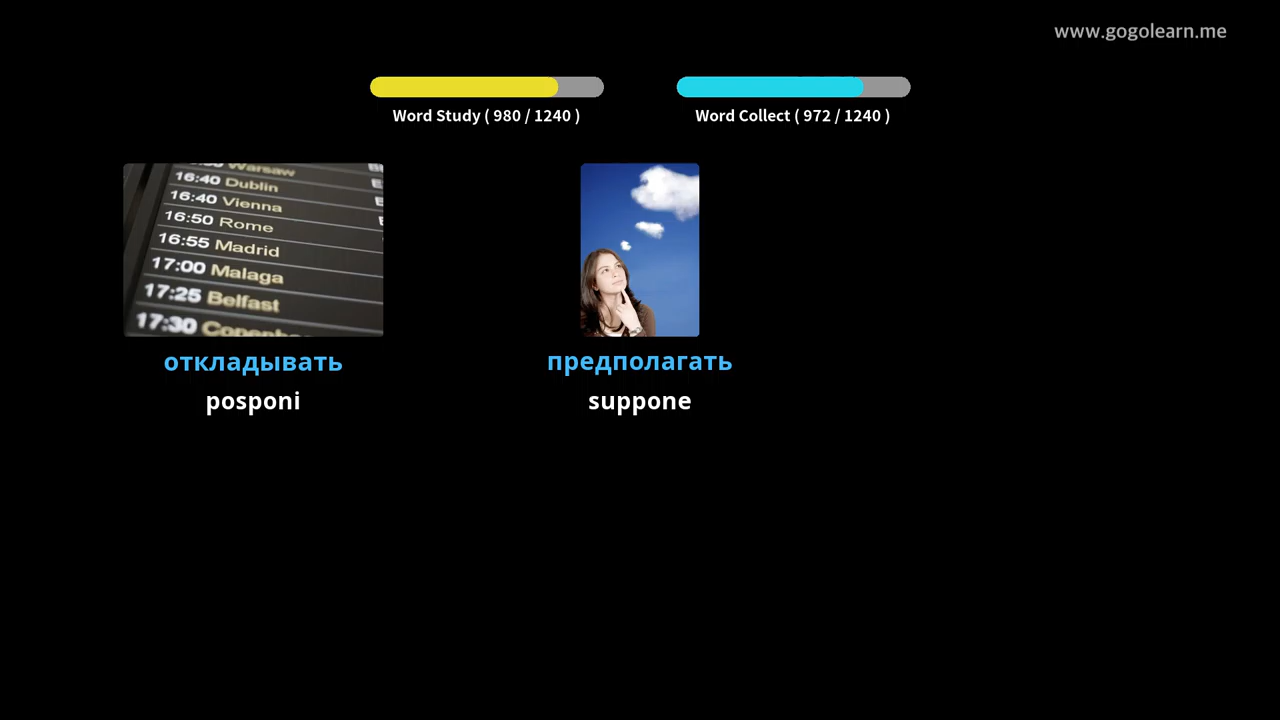 www.gogolearn.me
Word Study ( 980 / 1240 )
Word Collect ( 972 / 1240 )
Warsaw
16:40 Dublin
16:40 Vienna
16:50 Rome
16:55 Madrid
17:00 Malaga
17:25 Belfast
17:30
откладывать
posponi
предполагать
suppone